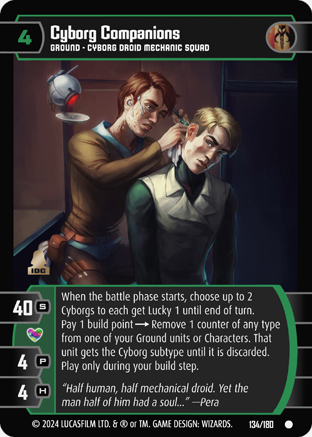 4
Cyborg Companions
GROUND - CYBORG DROID MECHANIC SQUAD
IDC
40 S
4 P
4 H
When the battle phase starts, choose up to 2
Cyborgs to each get Lucky 1 until end of turn.
Pay 1 build point → Remove 1 counter of any type
from one of your Ground units or Characters. That
unit gets the Cyborg subtype until it is discarded.
Play only during your build step.
“Half human, half mechanical droid. Yet the
man half of him had a soul...” —Pera
© 2024 LUCASFILM LTD. & ® or TM. GAME DESIGN: WIZARDS.
134/180